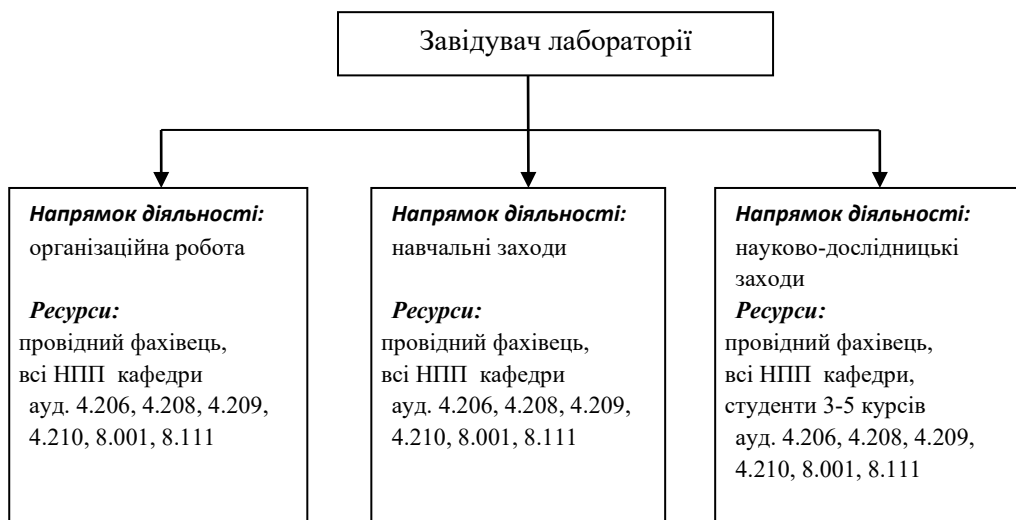 Завідувач лабораторії
Напрямок діяльності:
організаційна робота
Ресурси:
провідний фахівець,
всі НПП кафедри
ауд. 4.206, 4.208, 4.209,
4.210, 8.001, 8.111
Напрямок діяльності:
навчальні заходи
Ресурси:
провідний фахівець,
всі НПП кафедри
ауд. 4.206, 4.208, 4.209,
4.210, 8.001, 8.111
Напрямок діяльності:
науково-дослідницькі
заходи
Ресурси:
провідний фахівець,
всі НПП кафедри,
студенти 3-5 курсів
ауд. 4.206, 4.208, 4.209,
4.210, 8.001, 8.111